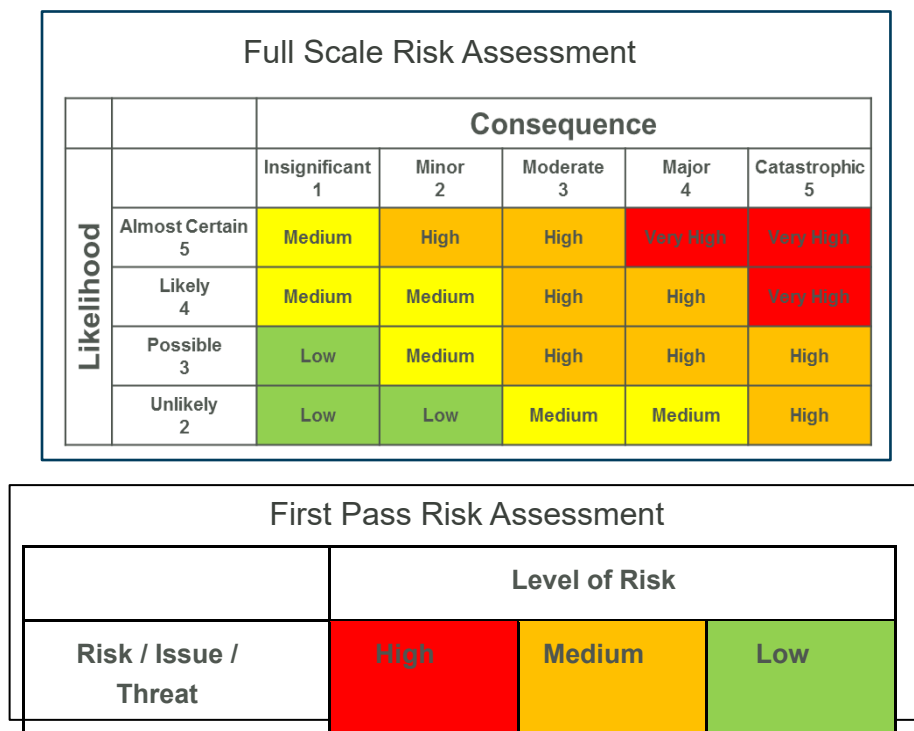 Full Scale Risk Assessment
Consequence
Likelihood
Insignificant Minor Moderate Major Catastrophic
1 2 3 4 5
Almost Certain
5
Medium High High Very High Very High
Likely
4
Medium Medium High High Very High
Possible
3
Low Medium High High High
Unlikely
2
Low Low Medium Medium High
First Pass Risk Assessment
Level of Risk
Risk / Issue /
Threat
High Medium Low